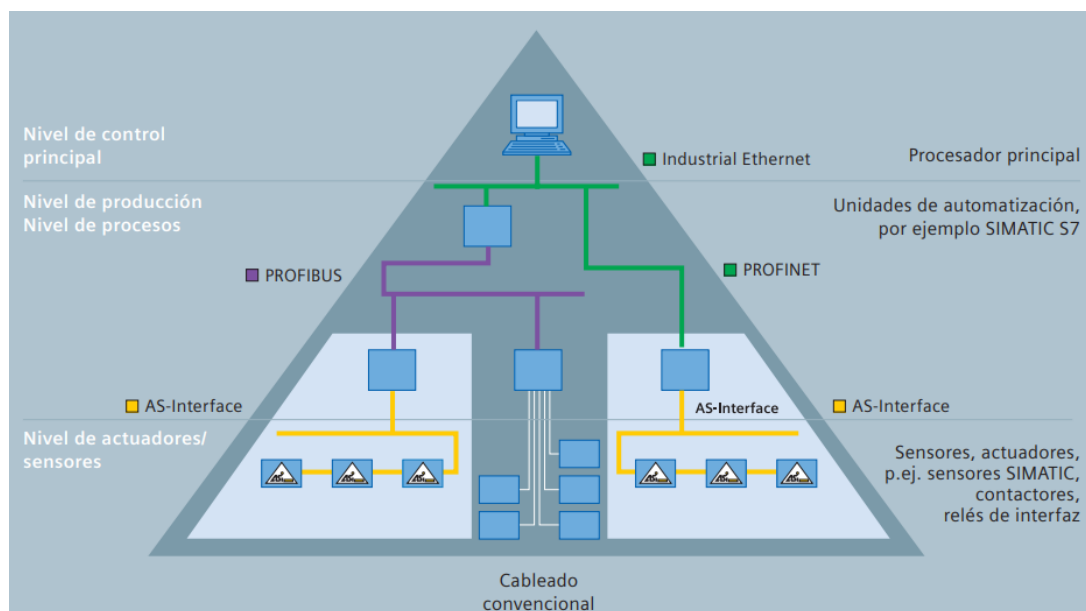 Nivel de control
principal
Industrial Ethernet
Procesador principal
Nivel de producción
Nivel de procesos
Unidades de automatización,
por ejemplo SIMATIC S7
PROFIBUS
PROFINET
AS-Interface
AS-Interface
AS-Interface
Nivel de actuadores/
sensores
Sensores, actuadores,
p.ej. sensores SIMATIC,
contactores,
relés de interfaz
Cableado
convencional